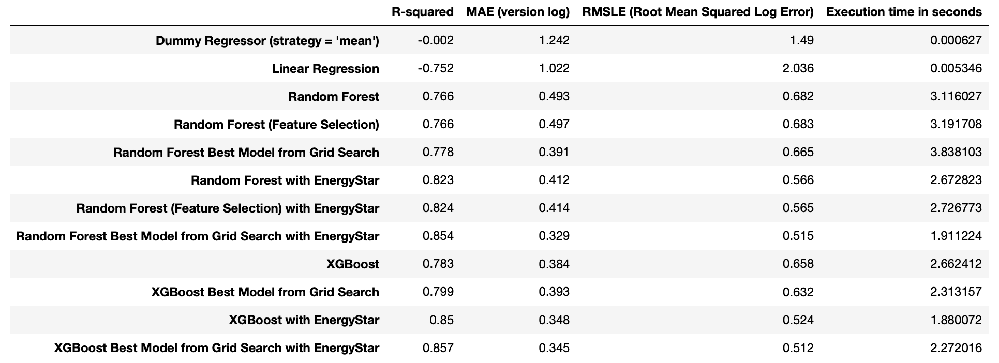 R-squared MAE (version log) RMSLE (Root Mean Squared Log Error) Execution time in seconds
Dummy Regressor (strategy = 'mean') -0.002 1.242 1.49 0.000627
Linear Regression -0.752 1.022 2.036 0.005346
Random Forest 0.766 0.493 0.682 3.116027
Random Forest (Feature Selection) 0.766 0.497 0.683 3.191708
Random Forest Best Model from Grid Search 0.778 0.391 0.665 3.838103
Random Forest with EnergyStar 0.823 0.412 0.566 2.672823
Random Forest (Feature Selection) with EnergyStar 0.824 0.414 0.565 2.726773
Random Forest Best Model from Grid Search with EnergyStar 0.854 0.329 0.515 1.911224
XGBoost 0.783 0.384 0.658 2.662412
XGBoost Best Model from Grid Search 0.799 0.393 0.632 2.313157
XGBoost with EnergyStar 0.85 0.348 0.524 1.880072
XGBoost Best Model from Grid Search with EnergyStar 0.857 0.345 0.512 2.272016